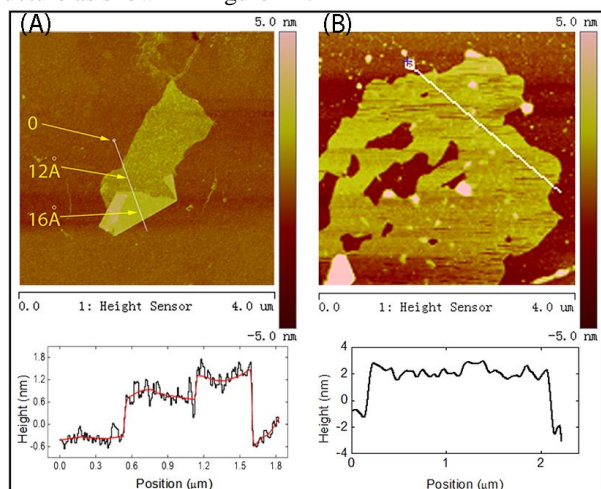 (A)
5.0 nm
(B)
5.0 nm
0
12Å
16Å
0.0 1: Height Sensor 4.0 um
-5.0 nm
0.0 1: Height Sensor 4.0 um
-5.0 nm
Height (nm)
1.8
1.2
0.6
0.0
-0.6
0.0 0.3 0.6 0.9 1.2 1.5 1.8
Position (μm)
Height (nm)
4
2
0
-2
-4
0 1 2
Position (μm)